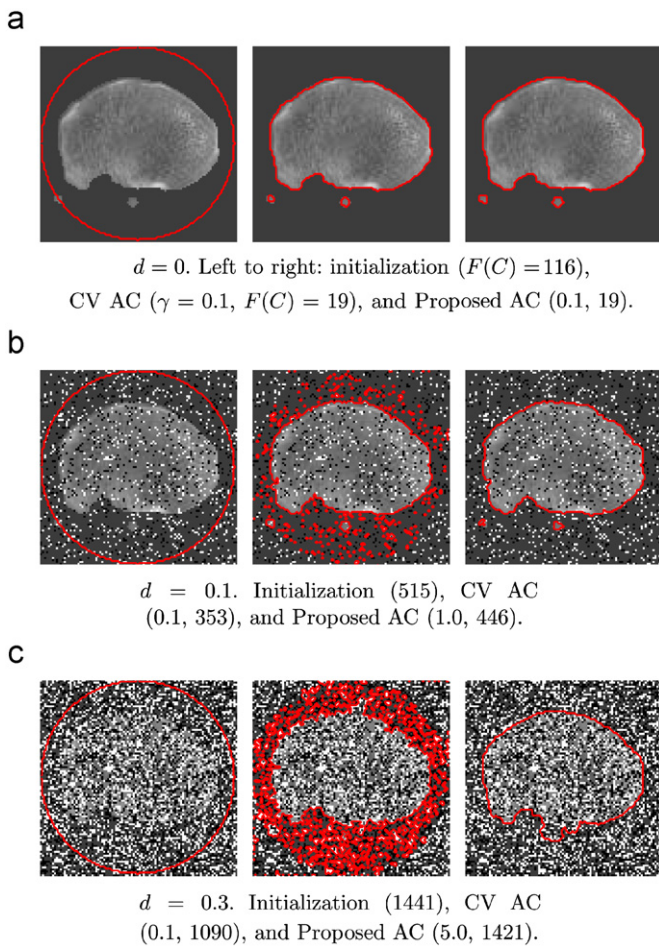 a
d = 0. Left to right: initialization (F(C) = 116),
CV AC (γ = 0.1, F(C) = 19), and Proposed AC (0.1, 19).
b
d = 0.1. Initialization (515), CV AC
(0.1, 353), and Proposed AC (1.0, 446).
c
d = 0.3. Initialization (1441), CV AC
(0.1, 1090), and Proposed AC (5.0, 1421).